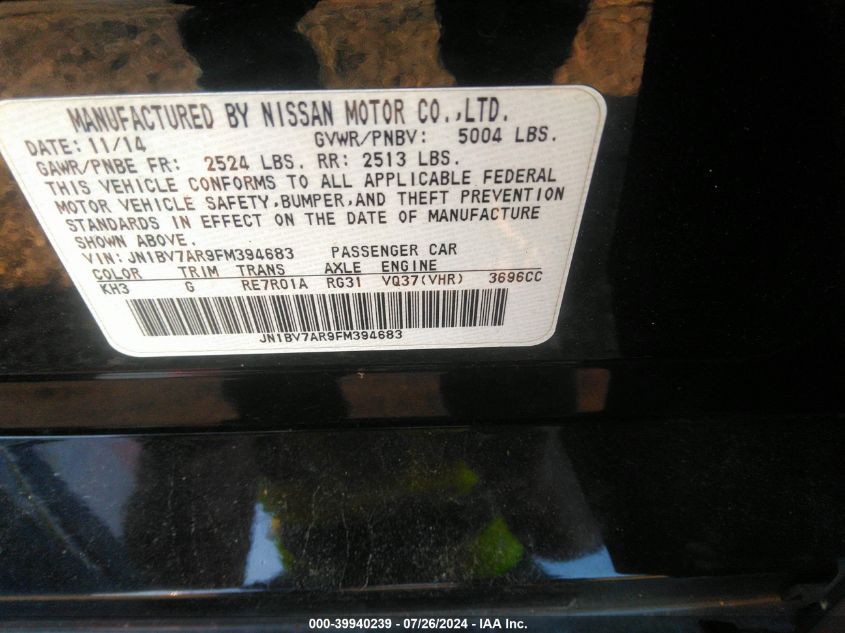 MANUFACTURED BY NISSAN MOTOR CO.,LTD.
DATE: 11/14 GVWR/PNBV: 5004 LBS.
GAWR/PNBE FR: 2524 LBS. RR: 2513 LBS.
THIS VEHICLE CONFORMS TO ALL APPLICABLE FEDERAL
MOTOR VEHICLE SAFETY,BUMPER,AND THEFT PREVENTION
STANDARDS IN EFFECT ON THE DATE OF MANUFACTURE
SHOWN ABOVE.
VIN: JN1BV7AR9FM394683 PASSENGER CAR
COLOR TRIM TRANS AXLE ENGINE
KH3 G RE7R01A RG31 VQ37(VHR) 3696CC
JN1BV7AR9FM394683
000-39940239 - 07/26/2024 - IAA Inc.